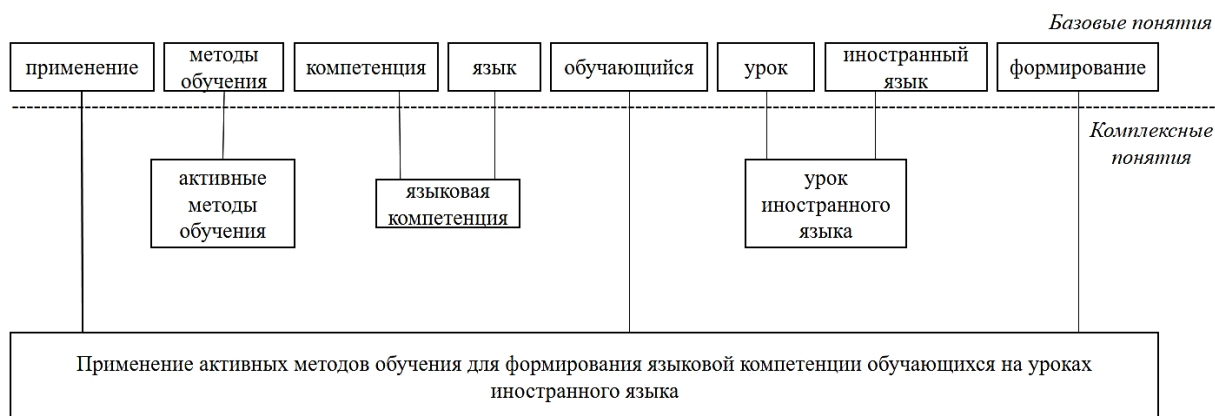 Базовые понятия
применение
методы
обучения
компетенция
язык
обучающийся
урок
иностранный
язык
формирование
Комплексные
понятия
активные
методы
обучения
языковая
компетенция
урок
иностранного
языка
Применение активных методов обучения для формирования языковой компетенции обучающихся на уроках
иностранного языка